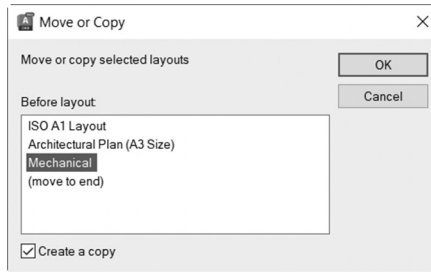 Move or Copy
Move or copy selected layouts
OK
Cancel
Before layout:
ISO A1 Layout
Architectural Plan (A3 Size)
Mechanical
(move to end)
Create a copy